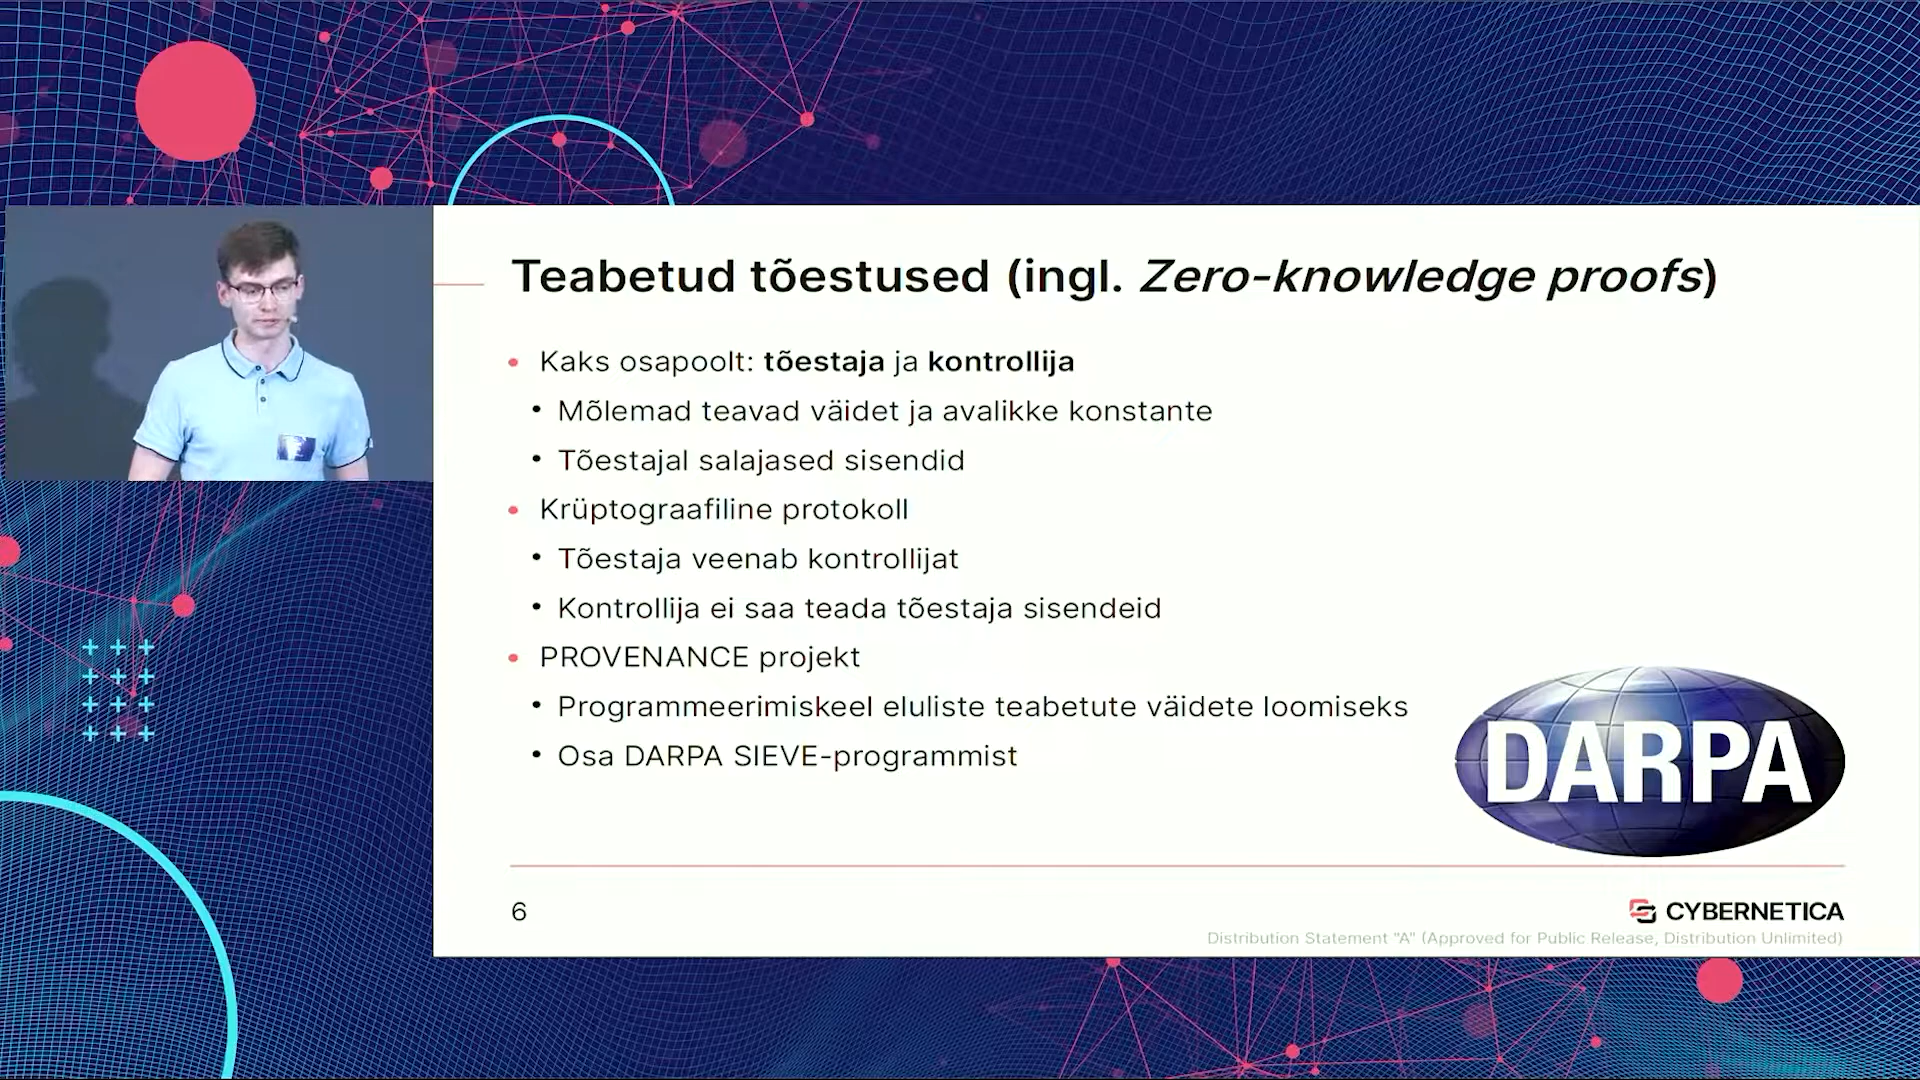 Teabetud tõestused (ingl. Zero-knowledge proofs)
• Kaks osapoolt: tõestaja ja kontrollija
• Mõlemad teavad väidet ja avalikke konstante
• Tõestajal salajased sisendid
• Krüptograafiline protokoll
• Tõestaja veenab kontrollijat
• Kontrollija ei saa teada tõestaja sisendeid
• PROVENANCE projekt
• Programmeerimiskeel eluliste teabetute väidete loomiseks
• Osa DARPA SIEVE-programmist
DARPA
6
CYBERNETICA
Distribution Statement "A" (Approved for Public Release, Distribution Unlimited)